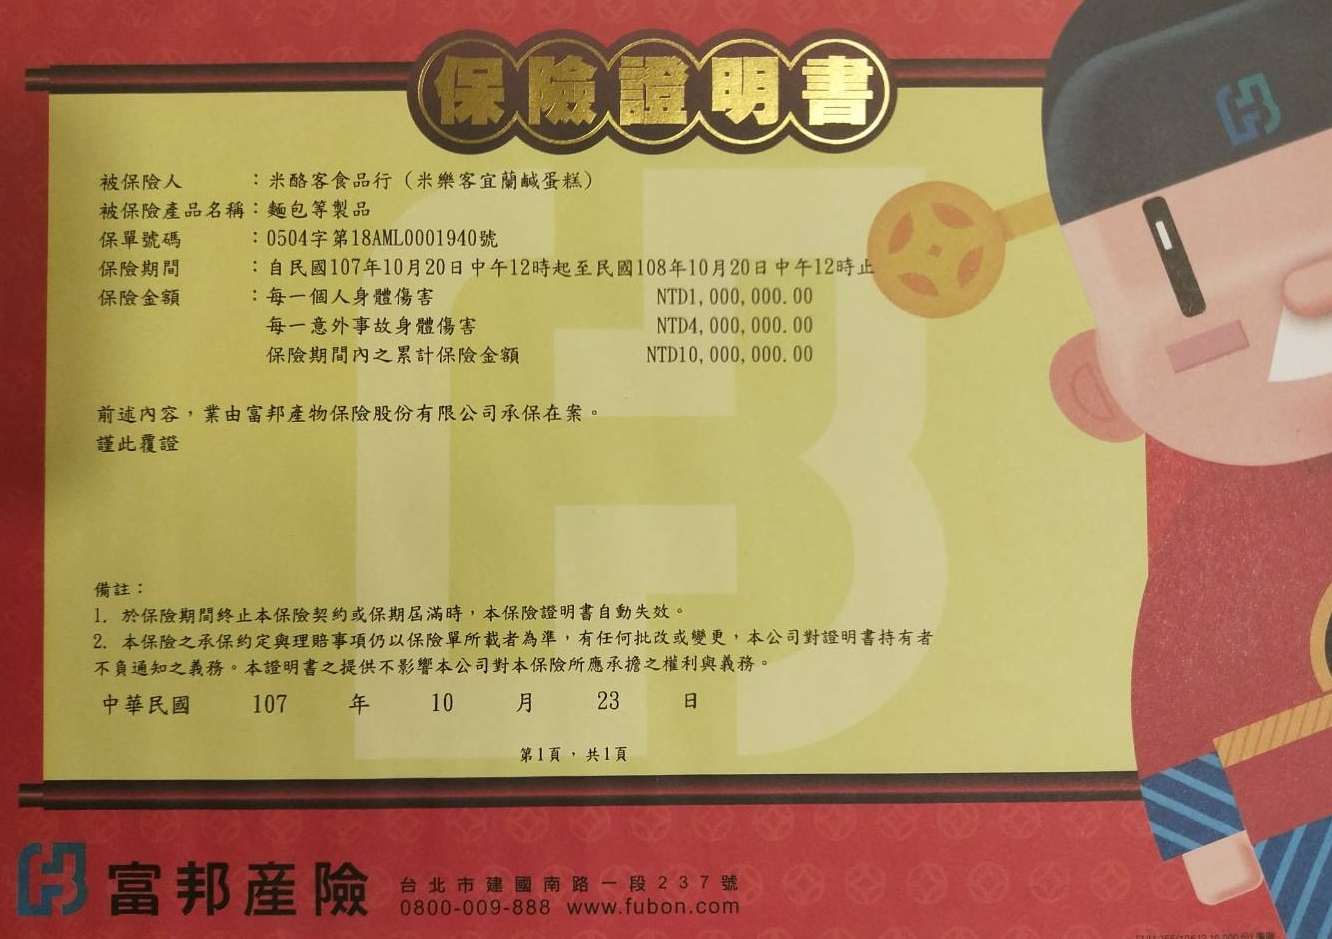 保險證明書
被保險人 ：米酪客食品行（米樂客宜蘭鹹蛋糕）
被保險產品名稱：麵包等製品
保單號碼 ：0504字第18AML0001940號
保險期間 ：自民國107年10月20日中午12時起至民國108年10月20日中午12時止
保險金額 ：每一個人身體傷害 NTD1,000,000.00
每一意外事故身體傷害 NTD4,000,000.00
保險期間內之累計保險金額 NTD10,000,000.00
前述內容，業由富邦產物保險股份有限公司承保在案。
謹此覆證
備註：
1. 於保險期間終止本保險契約或保期屆滿時，本保險證明書自動失效。
2. 本保險之承保約定與理賠事項仍以保險單所載者為準，有任何批改或變更，本公司對證明書持有者
不負通知之義務。本證明書之提供不影響本公司對本保險所應承擔之權利與義務。
中華民國 107 年 10 月 23 日
第1頁，共1頁
富邦產險
台北市建國南路一段237號
0800-009-888 www.fubon.com